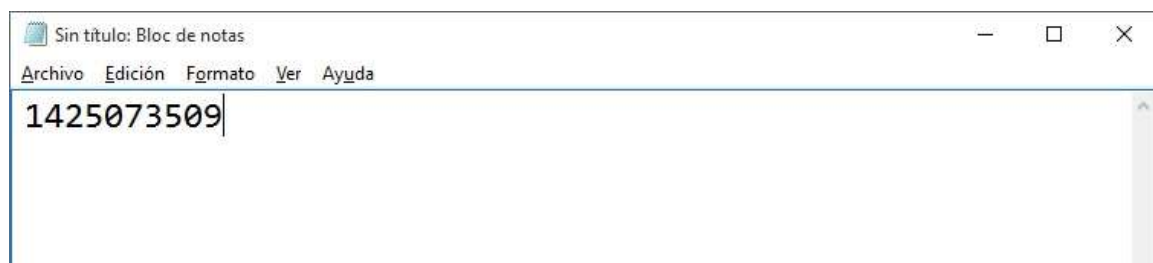 Sin título: Bloc de notas
Archivo Edición Formato Ver Ayuda
1425073509